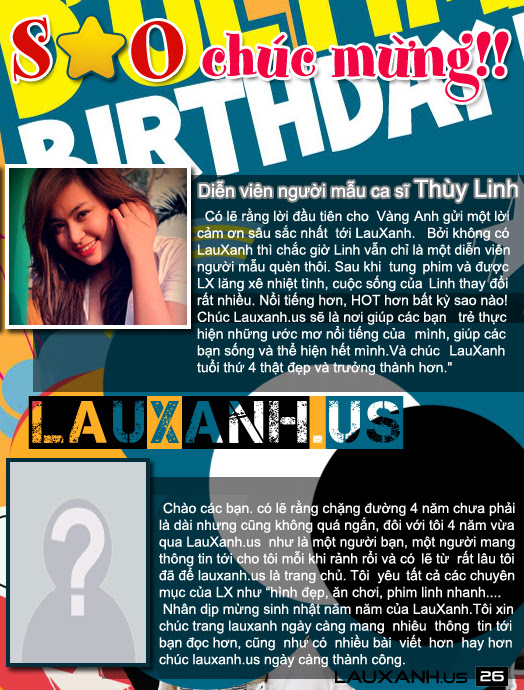 S★O chúc mừng!!
BIRTHDAY
Diễn viên người mẫu ca sĩ Thùy Linh
Có lẽ rằng lời đầu tiên cho Vàng Anh gửi một lời
cảm ơn sâu sắc nhất tới LauXanh. Bởi không có
LauXanh thì chắc giờ Linh vẫn chỉ là một diễn viên
người mẫu quèn thôi. Sau khi tung phim và được
LX lăng xê nhiệt tình, cuộc sống của Linh thay đổi
rất nhiều. Nổi tiếng hơn, HOT hơn bất kỳ sao nào!
Chúc Lauxanh.us sẽ là nơi giúp các bạn trẻ thực
hiện những ước mơ nổi tiếng của mình, giúp các
bạn sống và thể hiện hết mình.Và chúc LauXanh
tuổi thứ 4 thật đẹp và trưởng thành hơn."
LAUXANH.US
Chào các bạn. có lẽ rằng chặng đường 4 năm chưa phải
là dài nhưng cũng không quá ngắn, đôi với tôi 4 năm vừa
qua LauXanh.us như là một người bạn, một người mang
thông tin tới cho tôi mỗi khi rảnh rổi và có lẽ từ rất lâu tôi
đã để lauxanh.us là trang chủ. Tôi yêu tất cả các chuyên
mục của LX như "hình đẹp, ăn chơi, phim linh nhanh....
Nhân dịp mừng sinh nhật năm năm của LauXanh.Tôi xin
chúc trang lauxanh ngày càng mang nhiêu thông tin tới
bạn đọc hơn, cũng như có nhiều bài viết hơn hay hơn
chúc lauxanh.us ngày càng thành công.
LAUXANH.US 26